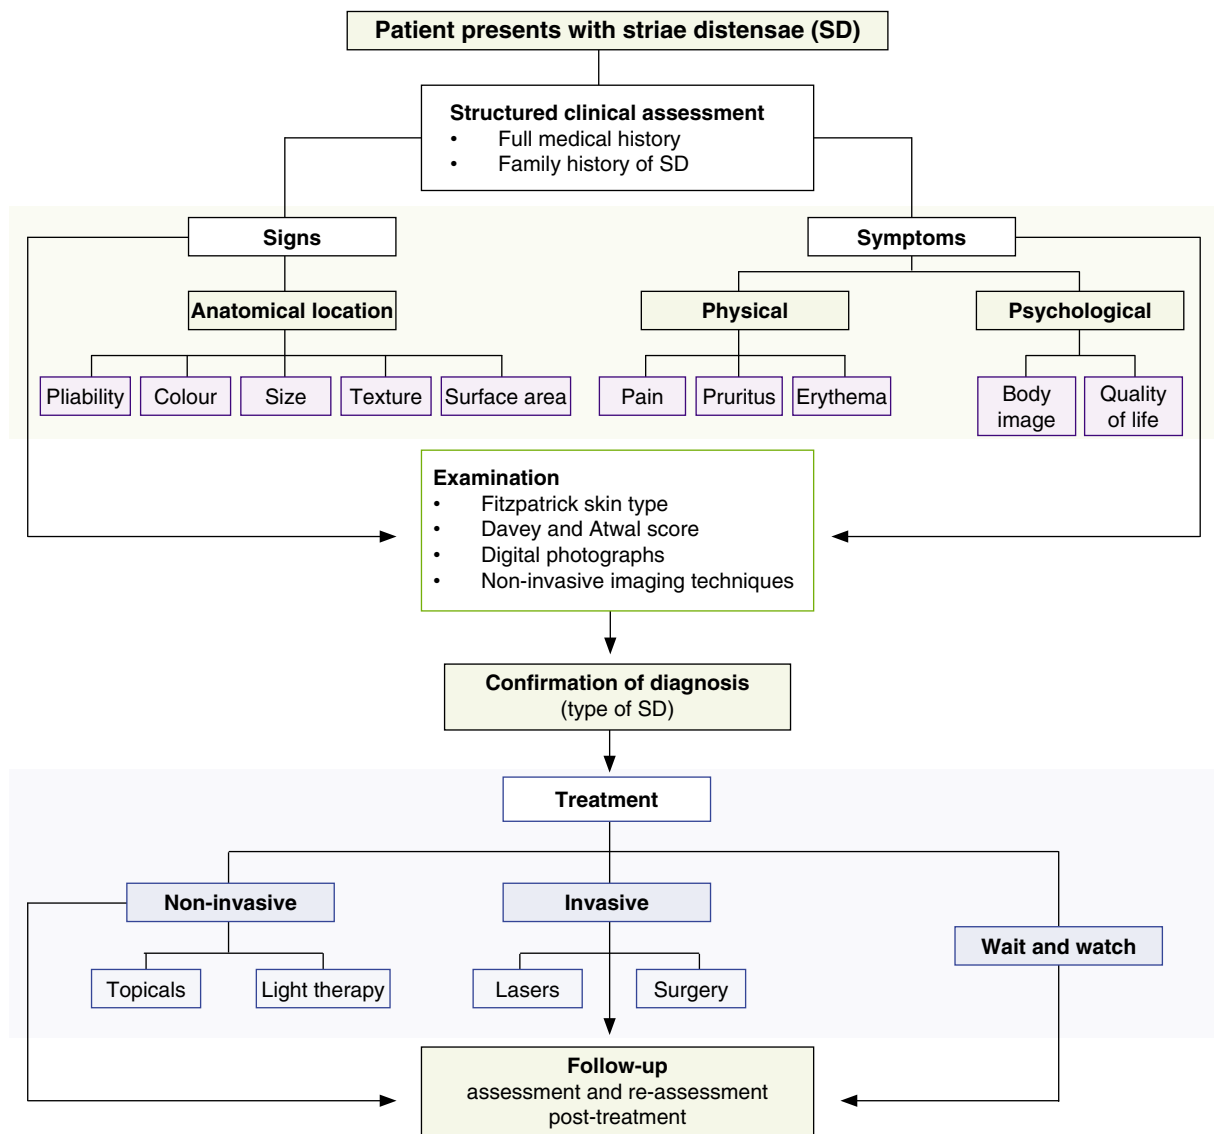 Patient presents with striae distensae (SD)
Structured clinical assessment
• Full medical history
• Family history of SD
Signs
Symptoms
Anatomical location
Physical
Psychological
Pliability
Colour
Size
Texture
Surface area
Pain
Pruritus
Erythema
Body
image
Quality
of life
Examination
• Fitzpatrick skin type
• Davey and Atwal score
• Digital photographs
• Non-invasive imaging techniques
Confirmation of diagnosis
(type of SD)
Treatment
Non-invasive
Invasive
Wait and watch
Topicals
Light therapy
Lasers
Surgery
Follow-up
assessment and re-assessment
post-treatment